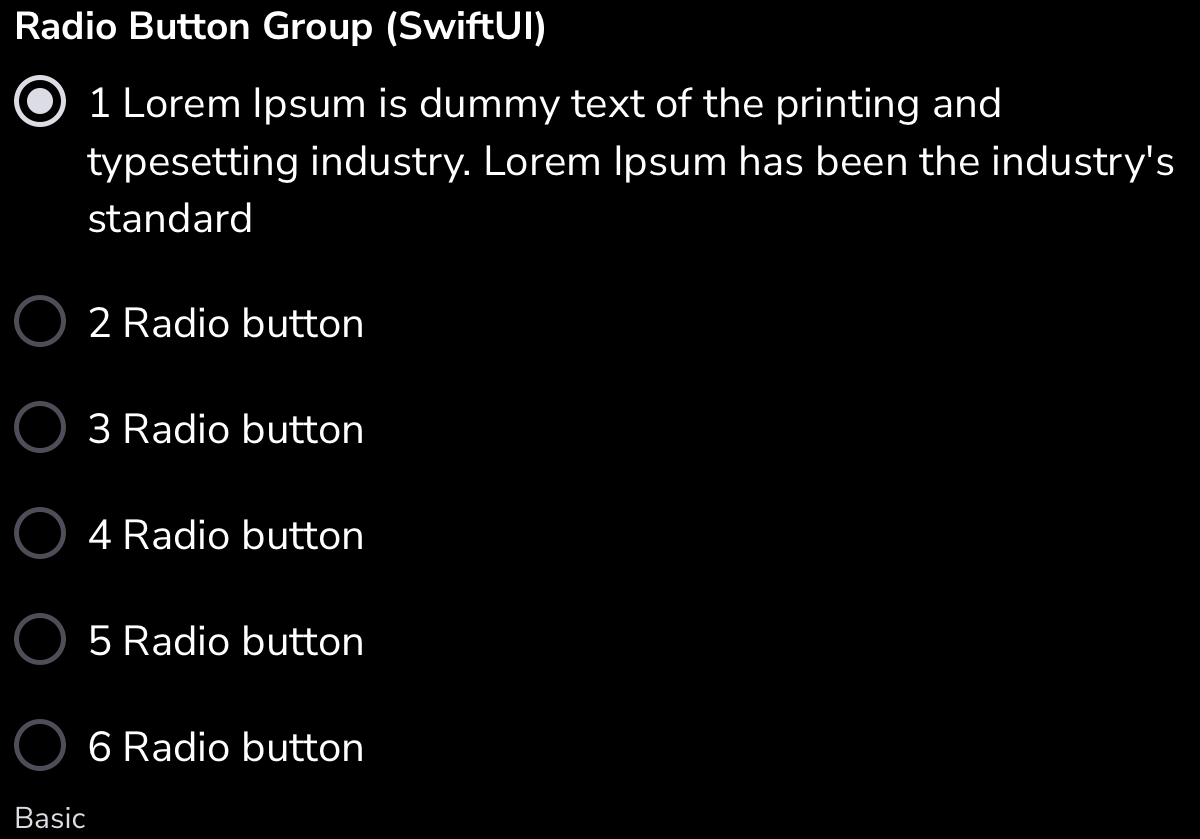 Radio Button Group (SwiftUI)
1 Lorem Ipsum is dummy text of the printing and
typesetting industry. Lorem Ipsum has been the industry's
standard
2 Radio button
3 Radio button
4 Radio button
5 Radio button
6 Radio button
Basic